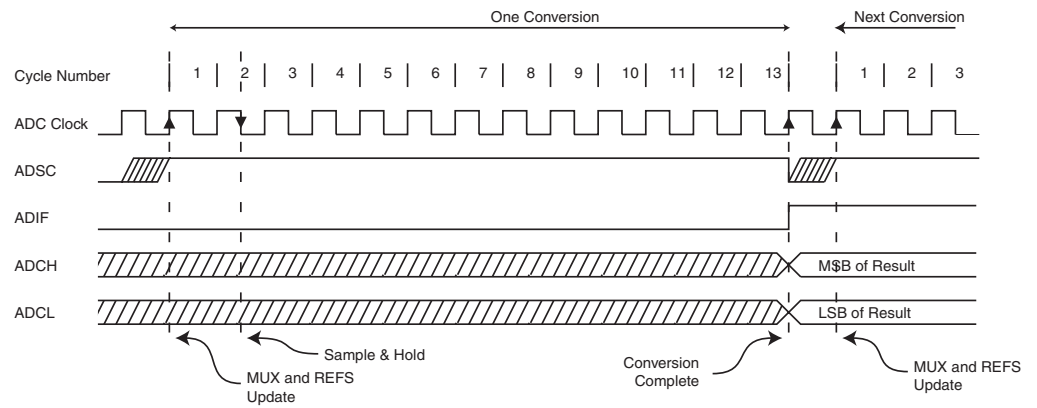 One Conversion
Next Conversion
Cycle Number 1 2 3 4 5 6 7 8 9 10 11 12 13 1 2 3
ADC Clock
ADSC
ADIF
ADCH MSB of Result
ADCL LSB of Result
Sample & Hold
MUX and REFS
Update
Conversion
Complete
MUX and REFS
Update